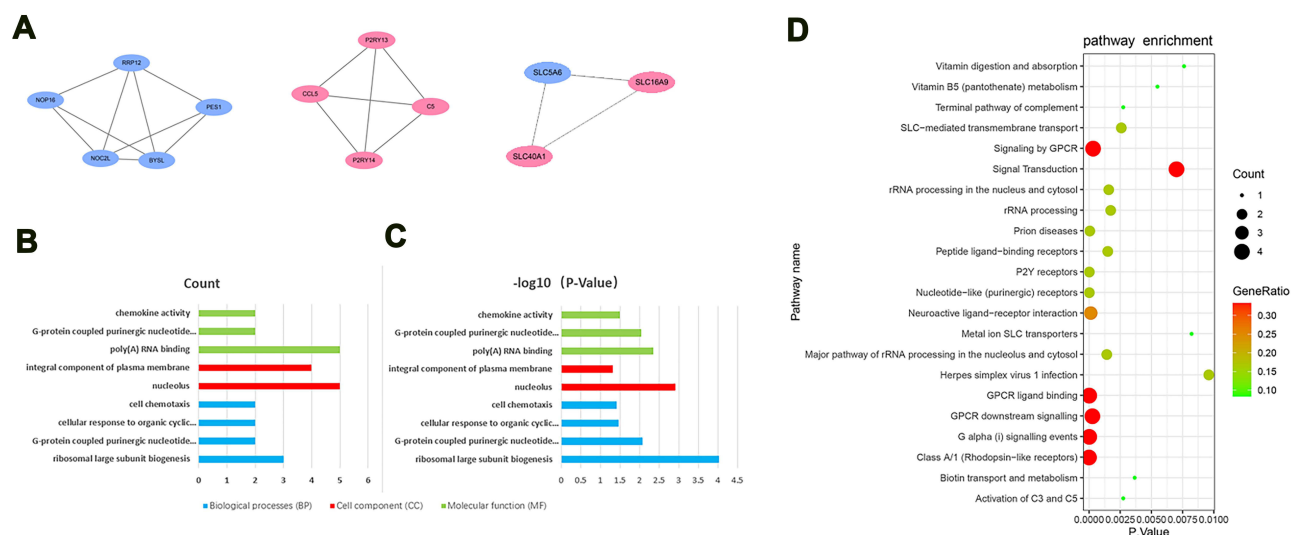 A
RRP12
NOP16
PES1
NOC2L
BYSL
P2RY13
CCL5
C5
P2RY14
SLC5A6
SLC16A9
SLC40A1
B
Count
chemokine activity
G-protein coupled purinergic nucleotide...
poly(A) RNA binding
integral component of plasma membrane
nucleolus
cell chemotaxis
cellular response to organic cyclic...
G-protein coupled purinergic nucleotide...
ribosomal large subunit biogenesis
0 1 2 3 4 5 6
C
-log10 (P-Value)
chemokine activity
G-protein coupled purinergic nucleotide...
poly(A) RNA binding
integral component of plasma membrane
nucleolus
cell chemotaxis
cellular response to organic cyclic...
G-protein coupled purinergic nucleotide...
ribosomal large subunit biogenesis
0 0.5 1 1.5 2 2.5 3 3.5 4 4.5
Biological processes (BP) Cell component (CC) Molecular function (MF)
D
pathway enrichment
Pathway name
Vitamin digestion and absorption
Vitamin B5 (pantothenate) metabolism
Terminal pathway of complement
SLC−mediated transmembrane transport
Signaling by GPCR
Signal Transduction
rRNA processing in the nucleus and cytosol
rRNA processing
Prion diseases
Peptide ligand−binding receptors
P2Y receptors
Nucleotide−like (purinergic) receptors
Neuroactive ligand−receptor interaction
Metal ion SLC transporters
Major pathway of rRNA processing in the nucleolus and cytosol
Herpes simplex virus 1 infection
GPCR ligand binding
GPCR downstream signalling
G alpha (i) signalling events
Class A/1 (Rhodopsin−like receptors)
Biotin transport and metabolism
Activation of C3 and C5
0.0000 0.0025 0.0050 0.0075 0.0100
P Value
Count
1
2
3
4
GeneRatio
0.30
0.25
0.20
0.15
0.10